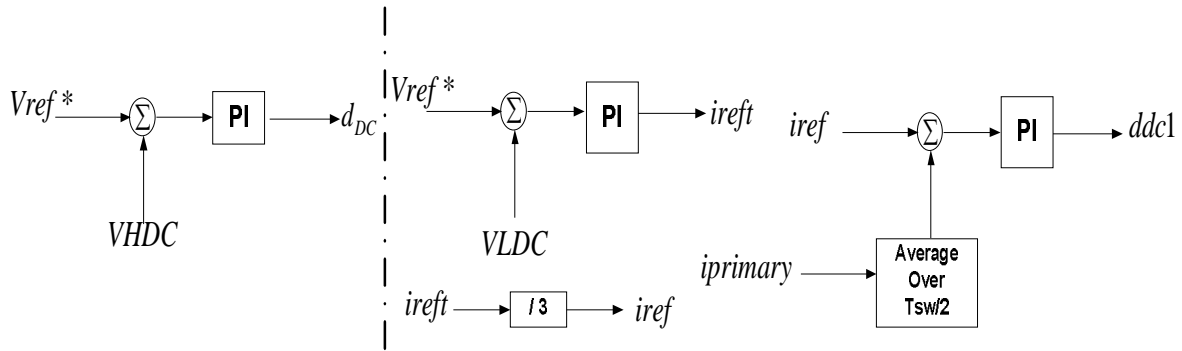 Vref *
Σ
PI
d_DC
VHDC
Vref *
Σ
PI
ireft
VLDC
ireft
/ 3
iref
iref
Σ
PI
ddc1
iprimary
Average
Over
Tsw/2